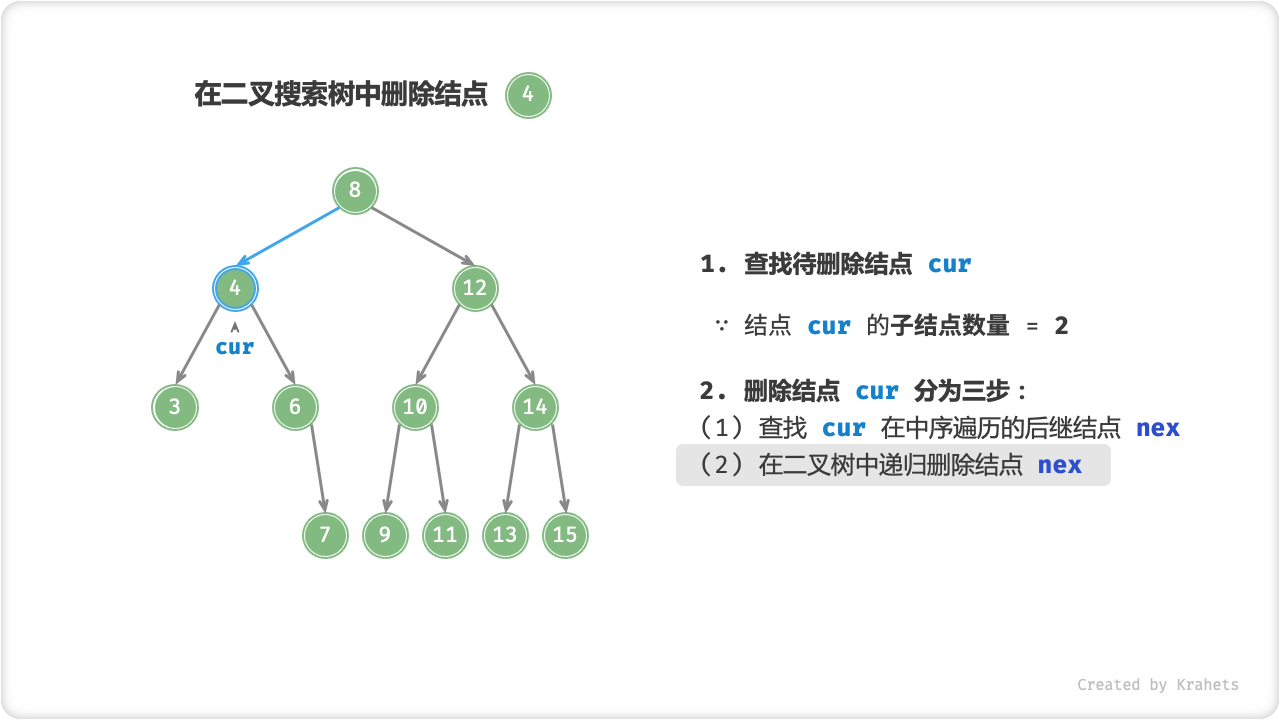 在二叉搜索树中删除结点 4
8
4 12
cur
3 6 10 14
7 9 11 13 15
1. 查找待删除结点 cur
∵ 结点 cur 的子结点数量 = 2
2. 删除结点 cur 分为三步：
（1）查找 cur 在中序遍历的后继结点 nex
（2）在二叉树中递归删除结点 nex
Created by Krahets